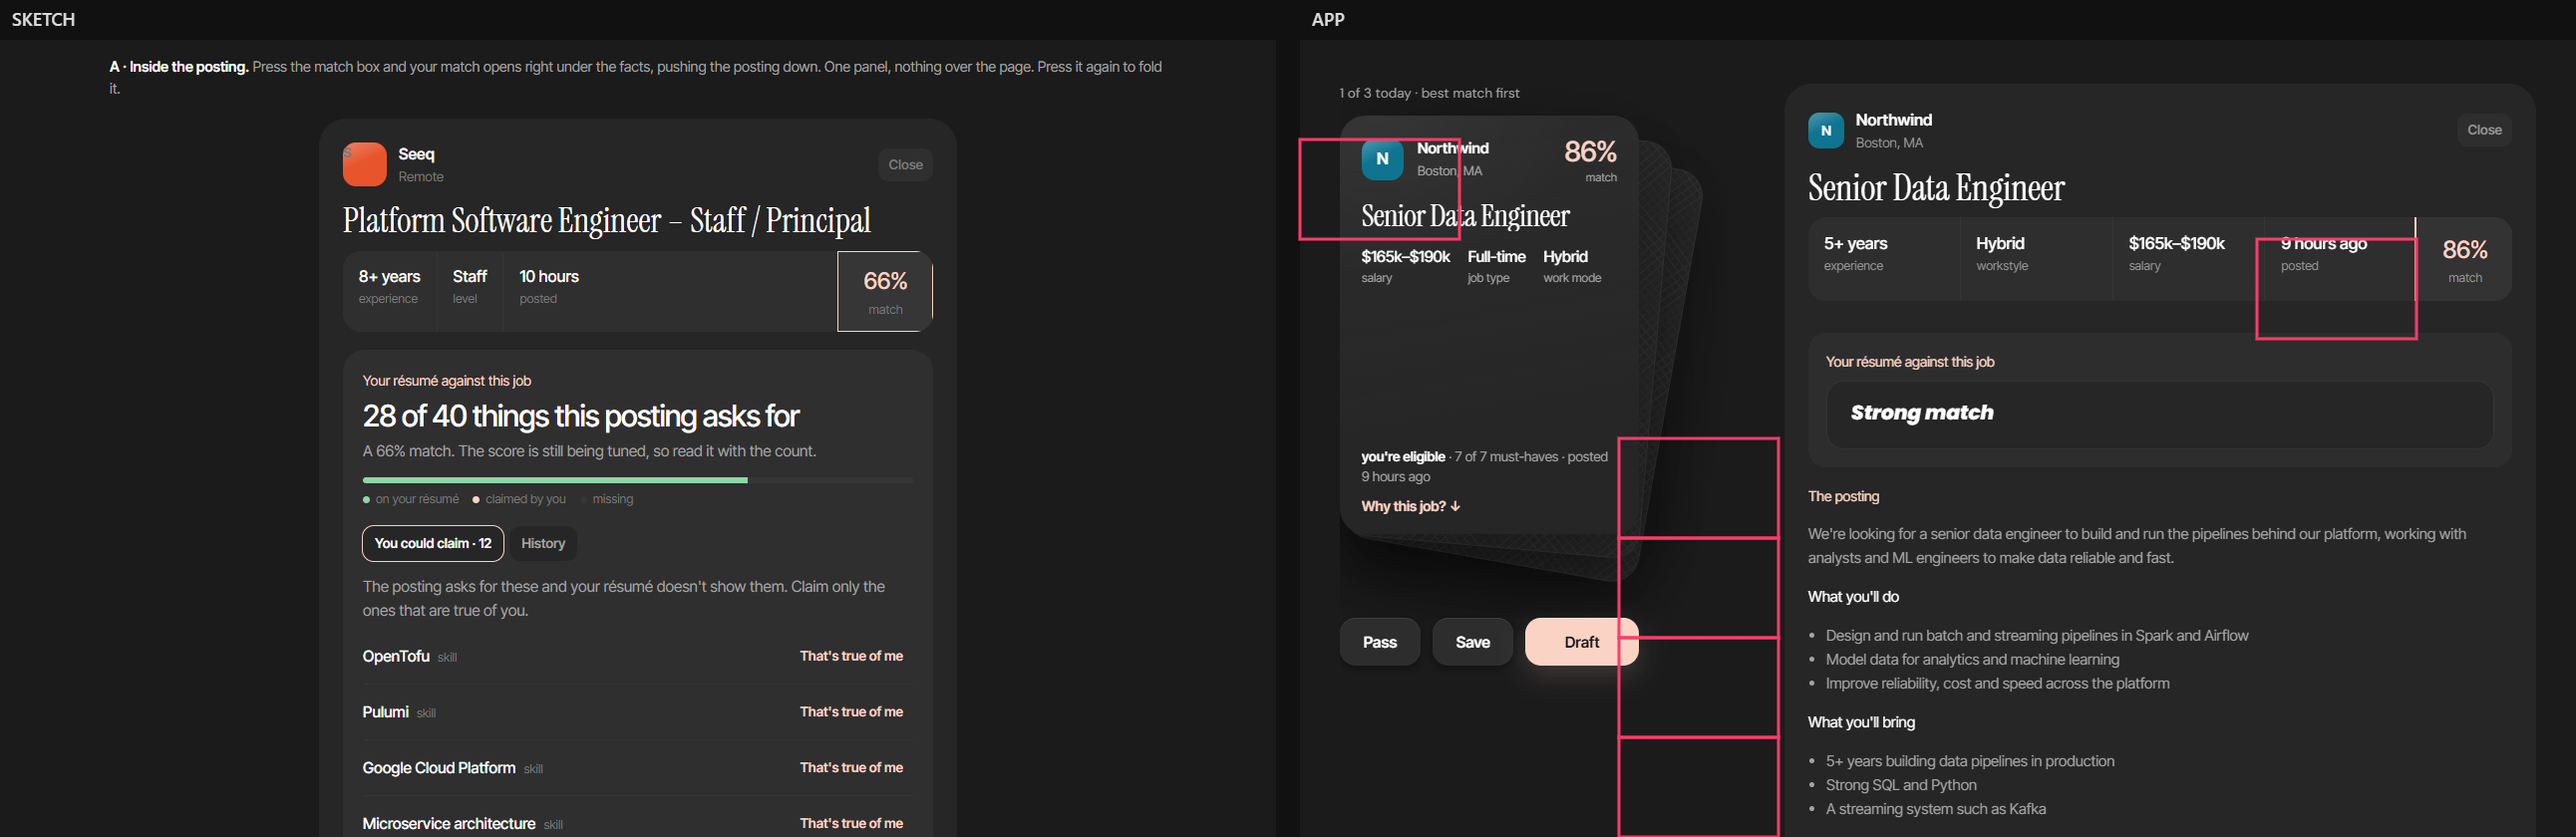 SKETCH
A · Inside the posting. Press the match box and your match opens right under the facts, pushing the posting down. One panel, nothing over the page. Press it again to fold
it.
S
Seeq
Remote
Close
Platform Software Engineer – Staff / Principal
8+ years
experience
Staff
level
10 hours
posted
66%
match
Your résumé against this job
28 of 40 things this posting asks for
A 66% match. The score is still being tuned, so read it with the count.
on your résumé
claimed by you
missing
You could claim · 12
History
The posting asks for these and your résumé doesn't show them. Claim only the
ones that are true of you.
OpenTofu skill
That's true of me
Pulumi skill
That's true of me
Google Cloud Platform skill
That's true of me
Microservice architecture skill
That's true of me
APP
1 of 3 today · best match first
N
Northwind
Boston, MA
86%
match
Senior Data Engineer
$165k–$190k
salary
Full-time
job type
Hybrid
work mode
you're eligible · 7 of 7 must-haves · posted
9 hours ago
Why this job? ↓
Pass
Save
Draft
N
Northwind
Boston, MA
Close
Senior Data Engineer
5+ years
experience
Hybrid
workstyle
$165k–$190k
salary
9 hours ago
posted
86%
match
Your résumé against this job
Strong match
The posting
We're looking for a senior data engineer to build and run the pipelines behind our platform, working with
analysts and ML engineers to make data reliable and fast.
What you'll do
• Design and run batch and streaming pipelines in Spark and Airflow
• Model data for analytics and machine learning
• Improve reliability, cost and speed across the platform
What you'll bring
• 5+ years building data pipelines in production
• Strong SQL and Python
• A streaming system such as Kafka